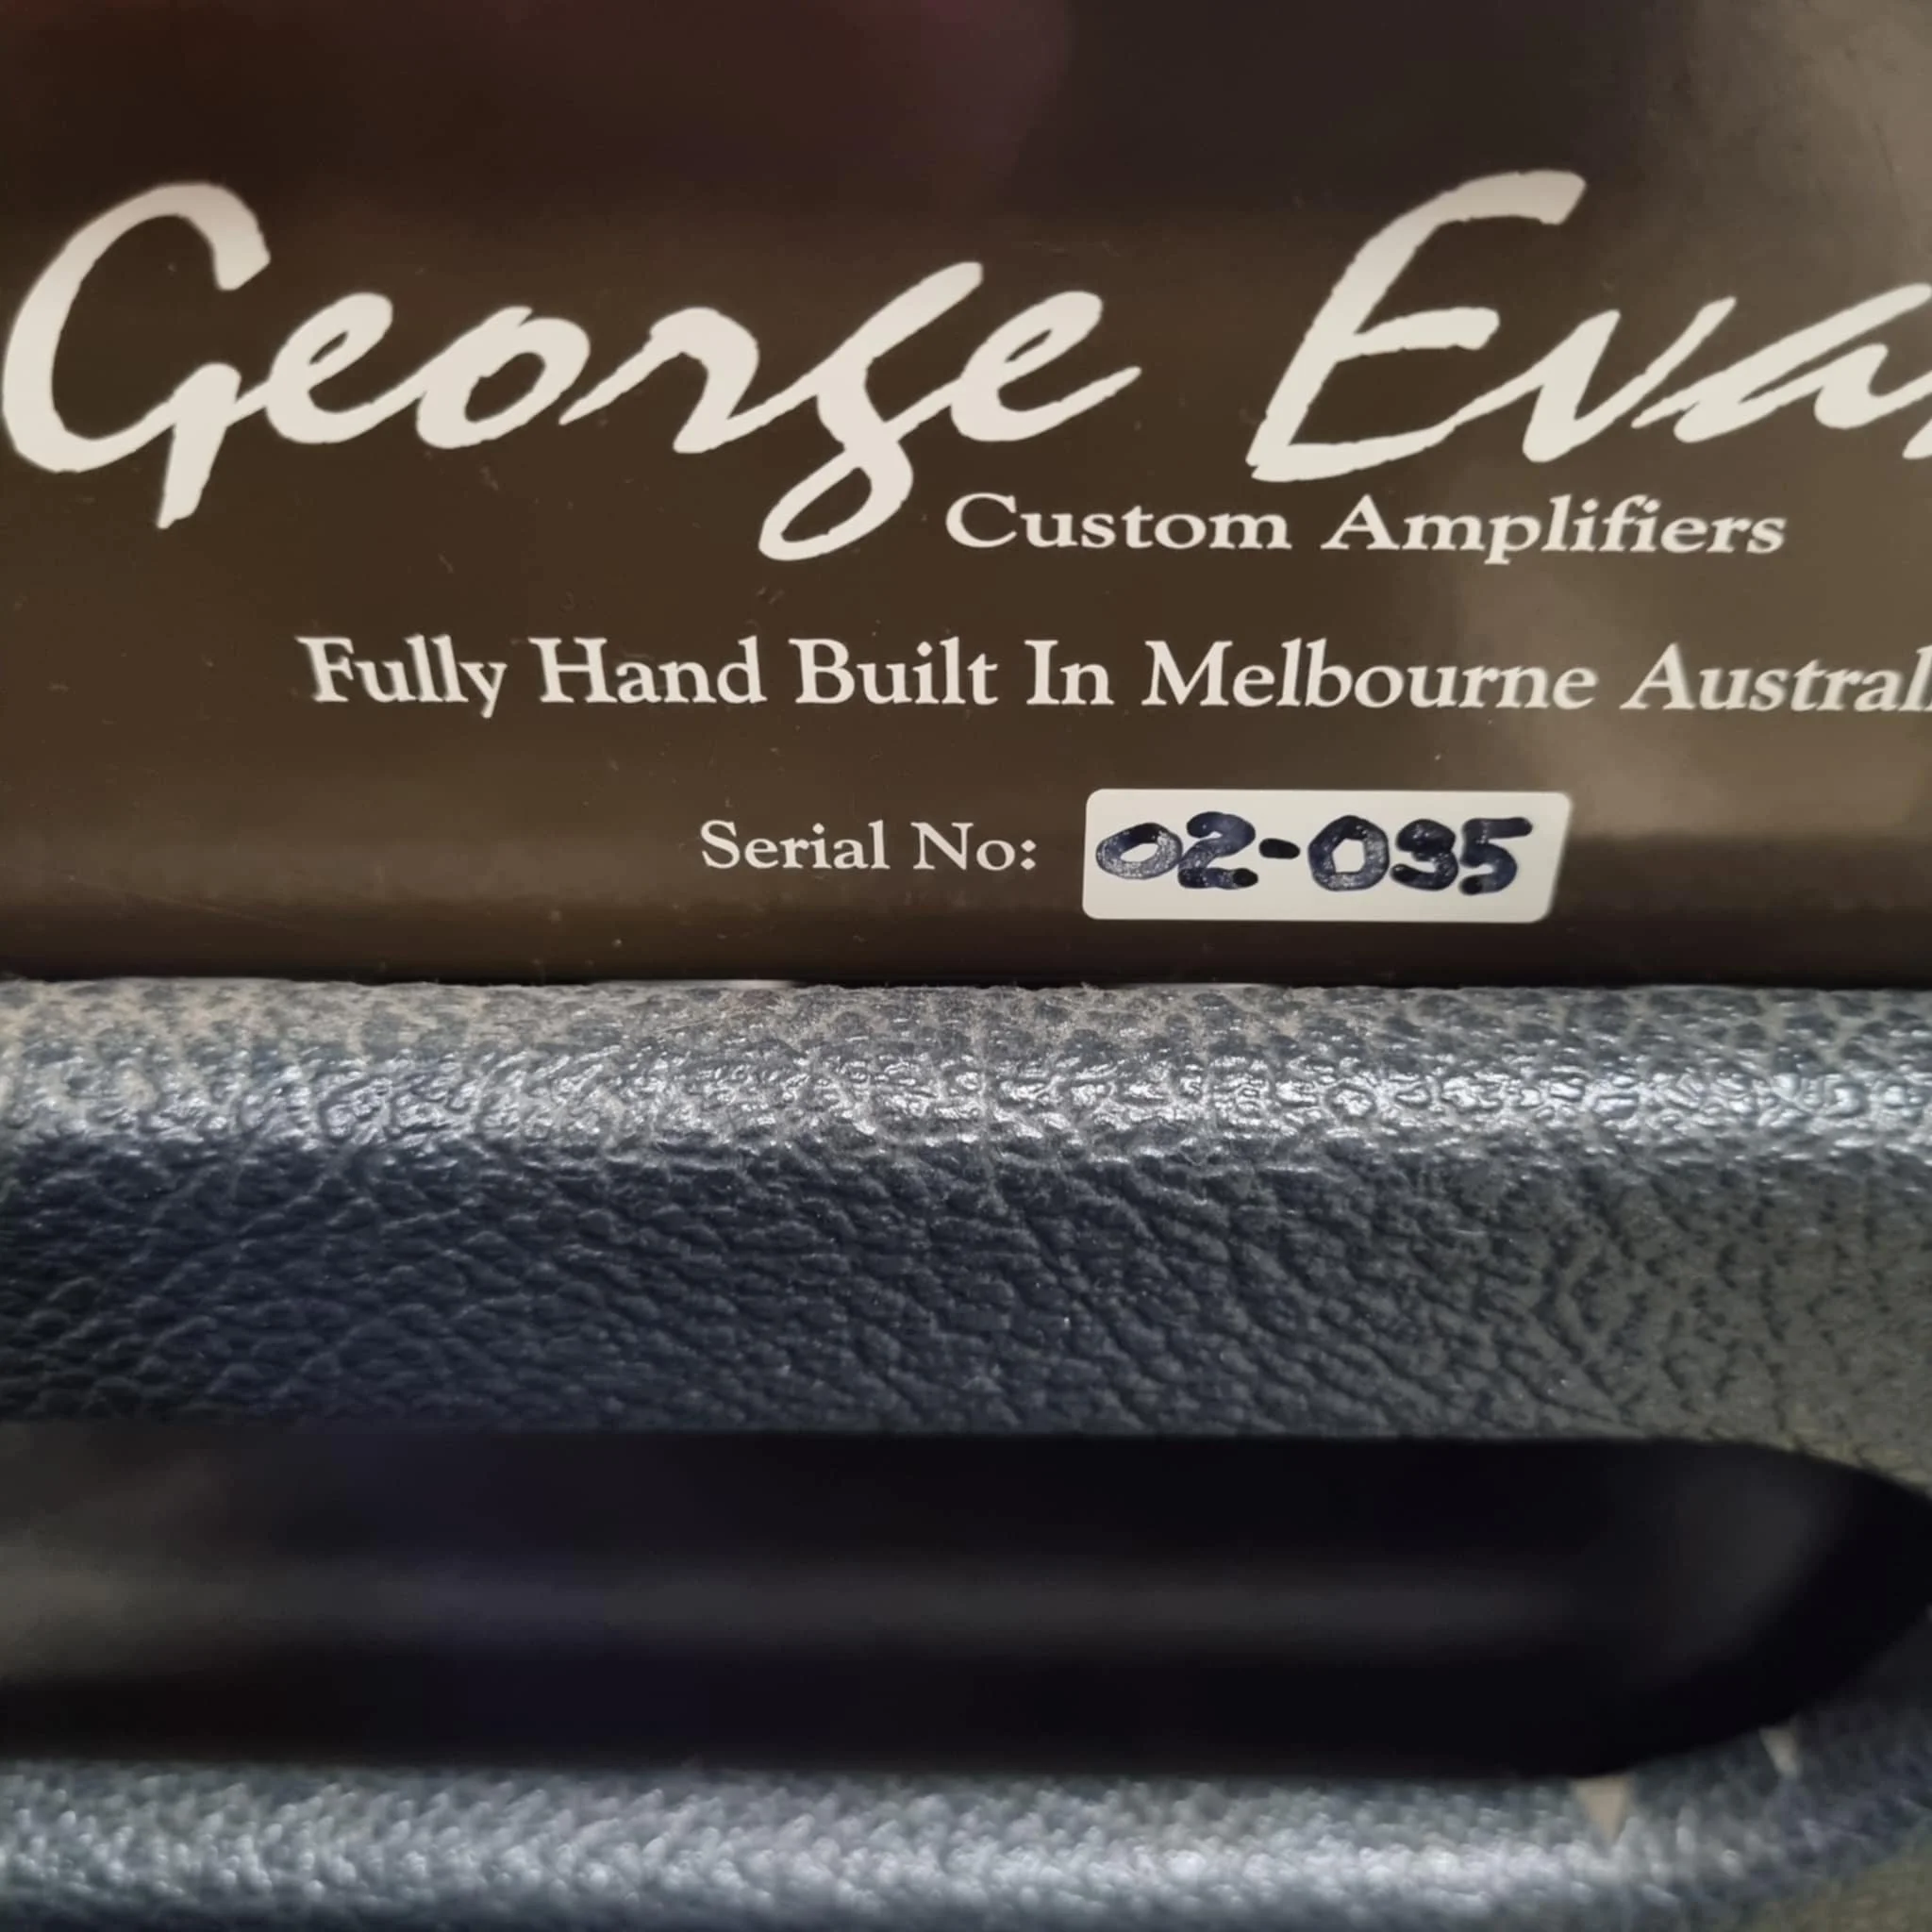 George Eva
Custom Amplifiers
Fully Hand Built In Melbourne Austral
Serial No: 02-035